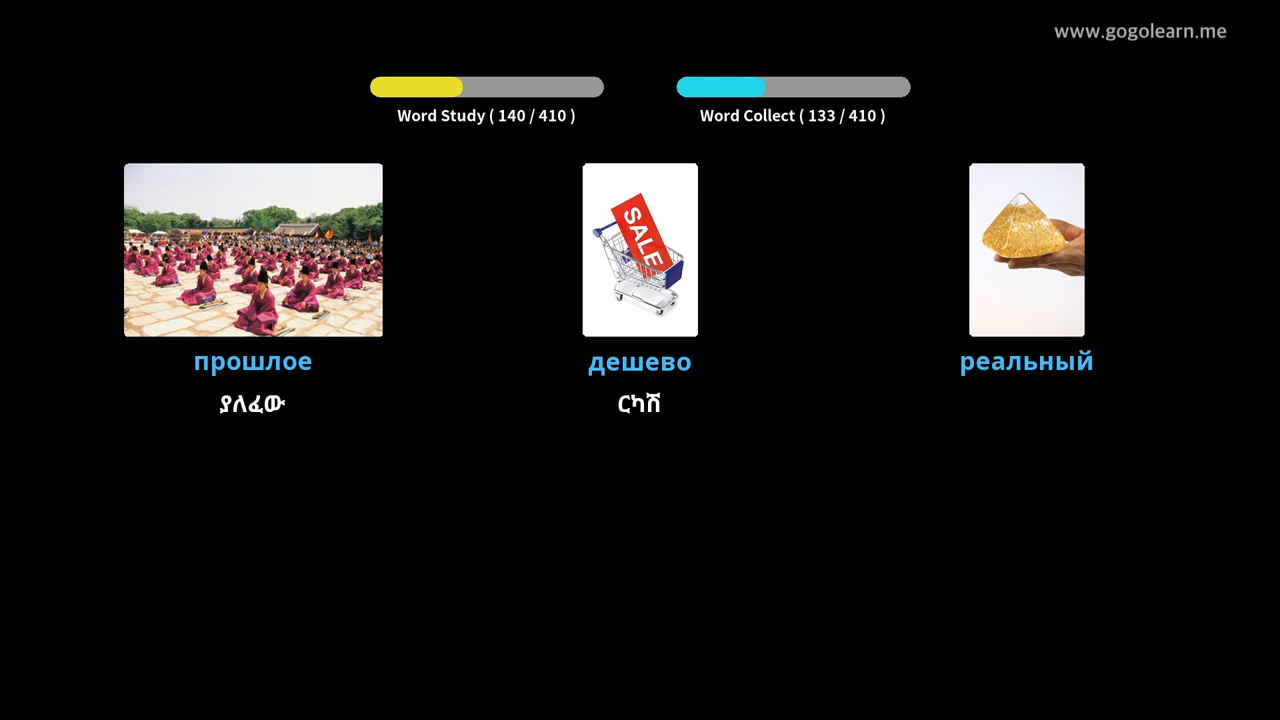 www.gogolearn.me
Word Study ( 140 / 410 )
Word Collect ( 133 / 410 )
SALE
прошлое
дешево
реальный
ያለፈው
ርካሽ